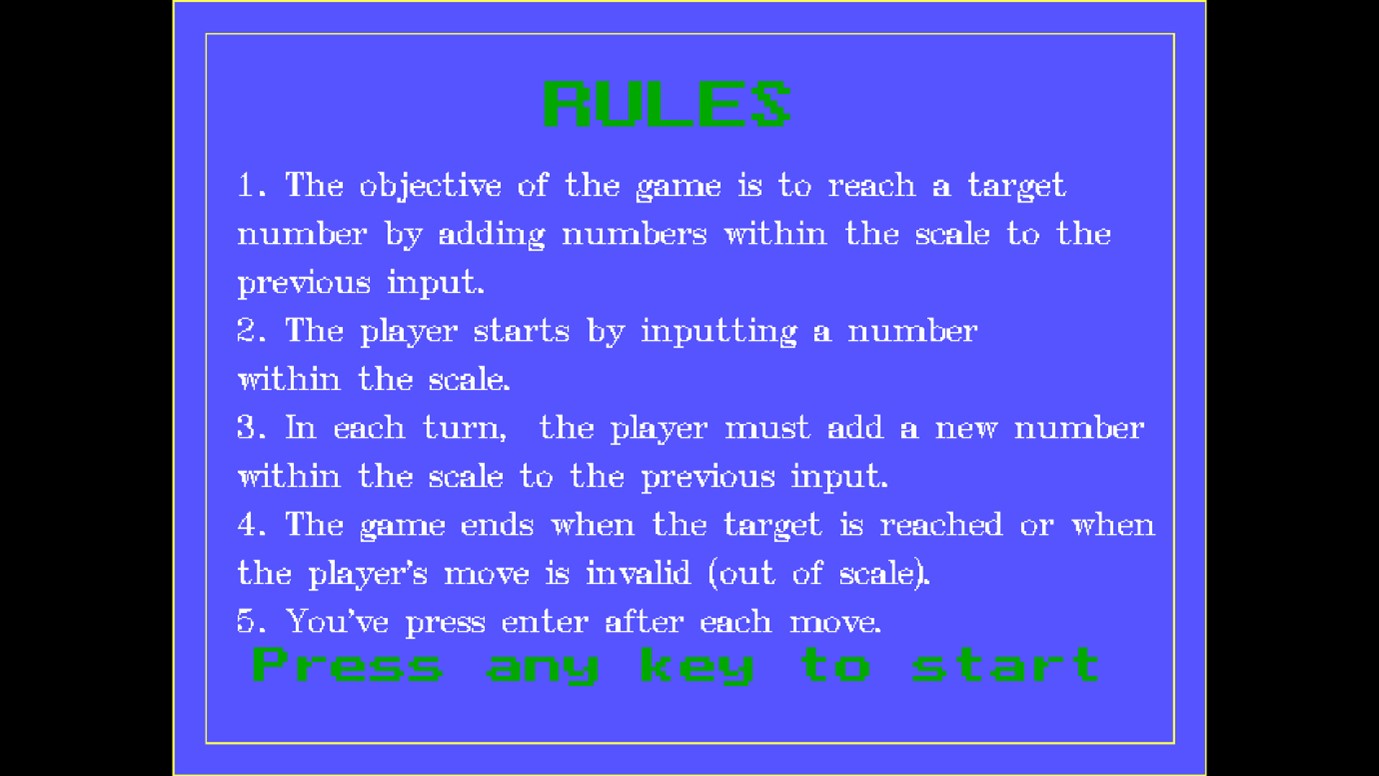 RULES
1. The objective of the game is to reach a target
number by adding numbers within the scale to the
previous input.
2. The player starts by inputting a number
within the scale.
3. In each turn,  the player must add a new number
within the scale to the previous input.
4. The game ends when the target is reached or when
the player's move is invalid (out of scale).
5. You've press enter after each move.
Press any key to start